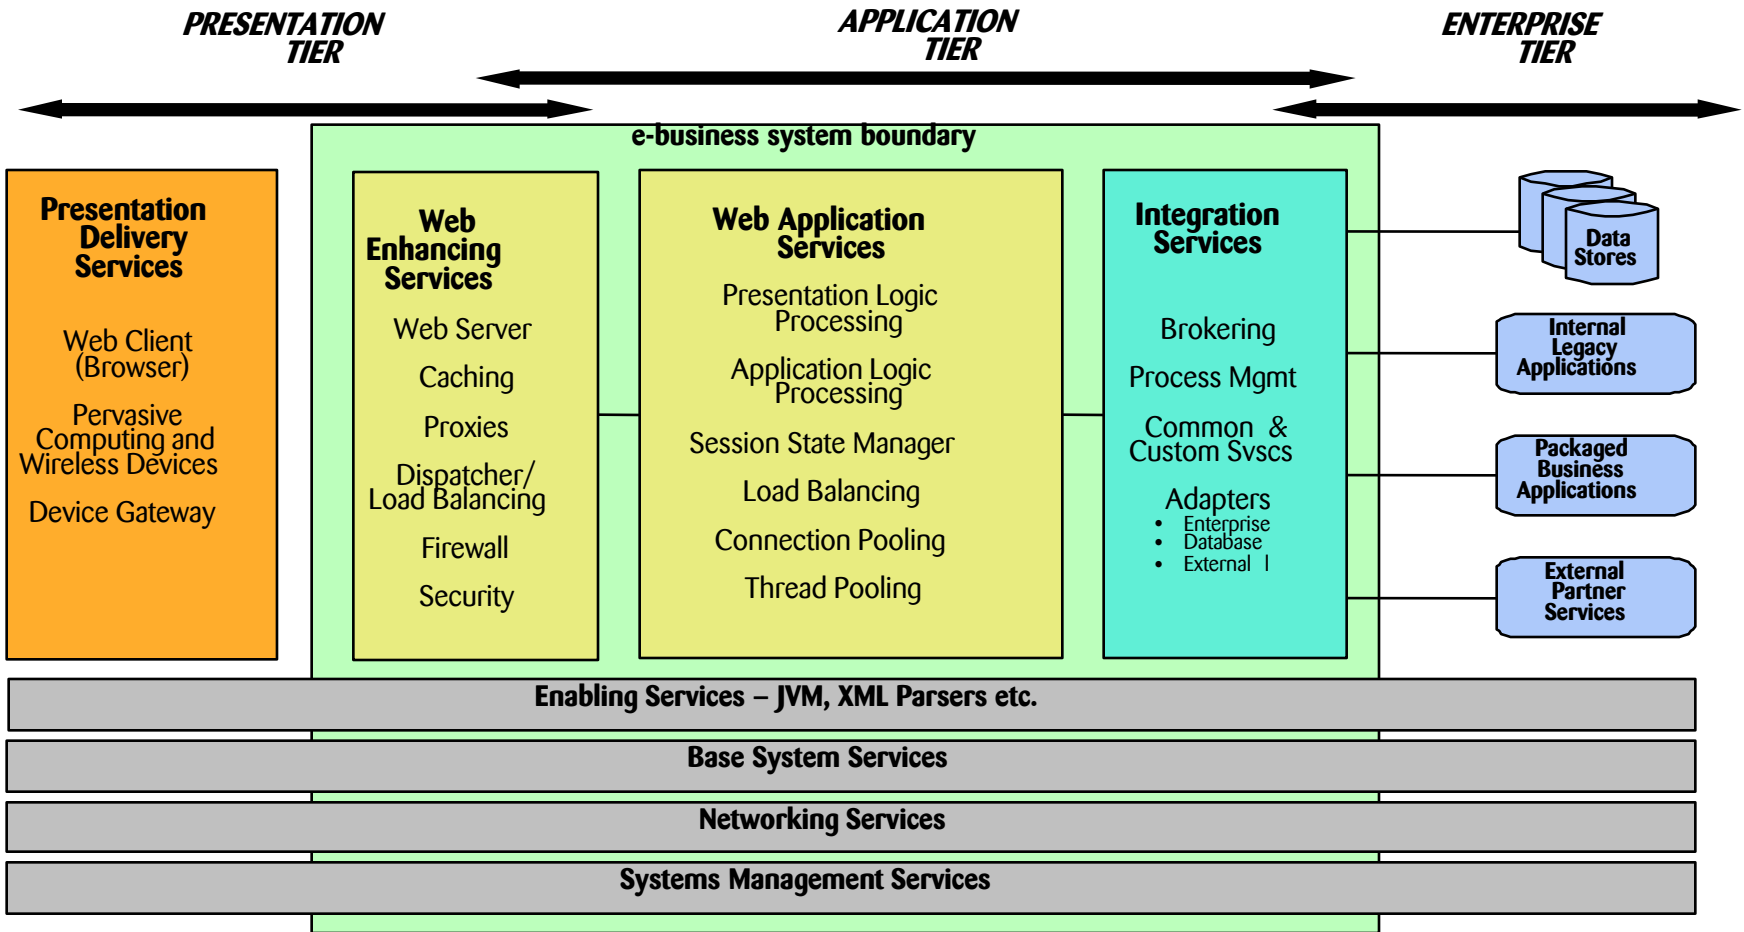 PRESENTATION
TIER
APPLICATION
TIER
ENTERPRISE
TIER
e-business system boundary
Presentation
Delivery
Services
Web Client
(Browser)
Pervasive
Computing and
Wireless Devices
Device Gateway
Web
Enhancing
Services
Web Server
Caching
Proxies
Dispatcher/
Load Balancing
Firewall
Security
Web Application
Services
Presentation Logic
Processing
Application Logic
Processing
Session State Manager
Load Balancing
Connection Pooling
Thread Pooling
Integration
Services
Brokering
Process Mgmt
Common &
Custom Svscs
Adapters
• Enterprise
• Database
• External l
Data
Stores
Internal
Legacy
Applications
Packaged
Business
Applications
External
Partner
Services
Enabling Services – JVM, XML Parsers etc.
Base System Services
Networking Services
Systems Management Services